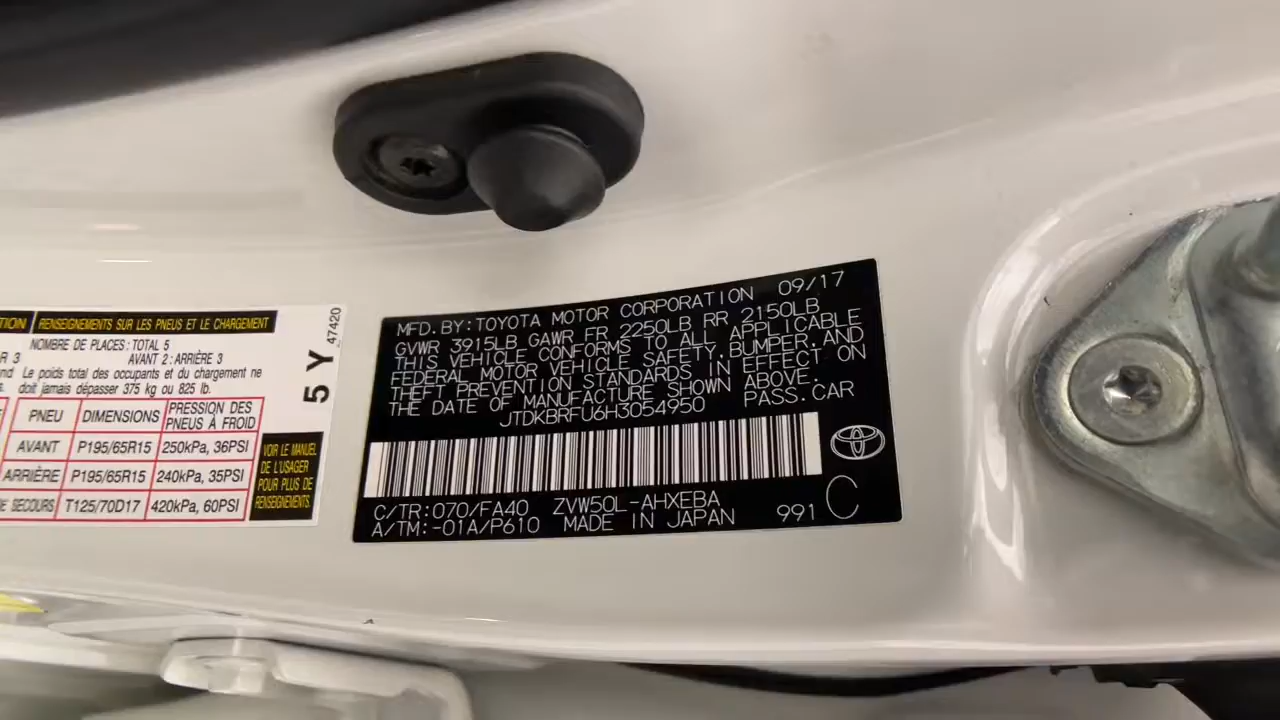 TION RENSEIGNEMENTS SUR LES PNEUS ET LE CHARGEMENT
NOMBRE DE PLACES: TOTAL 5
R 3 AVANT 2: ARRIÈRE 3
nd Le poids total des occupants et du chargement ne
s. doit jamais dépasser 375 kg ou 825 lb.
PNEU DIMENSIONS PRESSION DES PNEUS À FROID
AVANT P195/65R15 250kPa, 36PSI
ARRIÈRE P195/65R15 240kPa, 35PSI
SECOURS T125/70D17 420kPa, 60PSI
VOIR LE MANUEL
DE L'USAGER
POUR PLUS DE
RENSEIGNEMENTS.
5 Y
47420
MFD. BY: TOYOTA MOTOR CORPORATION 09/17
GVWR 3915LB GAWR FR 2250LB RR 2150LB
THIS VEHICLE CONFORMS TO ALL APPLICABLE
FEDERAL MOTOR VEHICLE SAFETY, BUMPER, AND
THEFT PREVENTION STANDARDS IN EFFECT ON
THE DATE OF MANUFACTURE SHOWN ABOVE.
JTDKBRFU6H3054950 PASS. CAR
C/TR: 070/FA40 ZVW50L-AHXEBA
A/TM: -01A/P610 MADE IN JAPAN 991 C